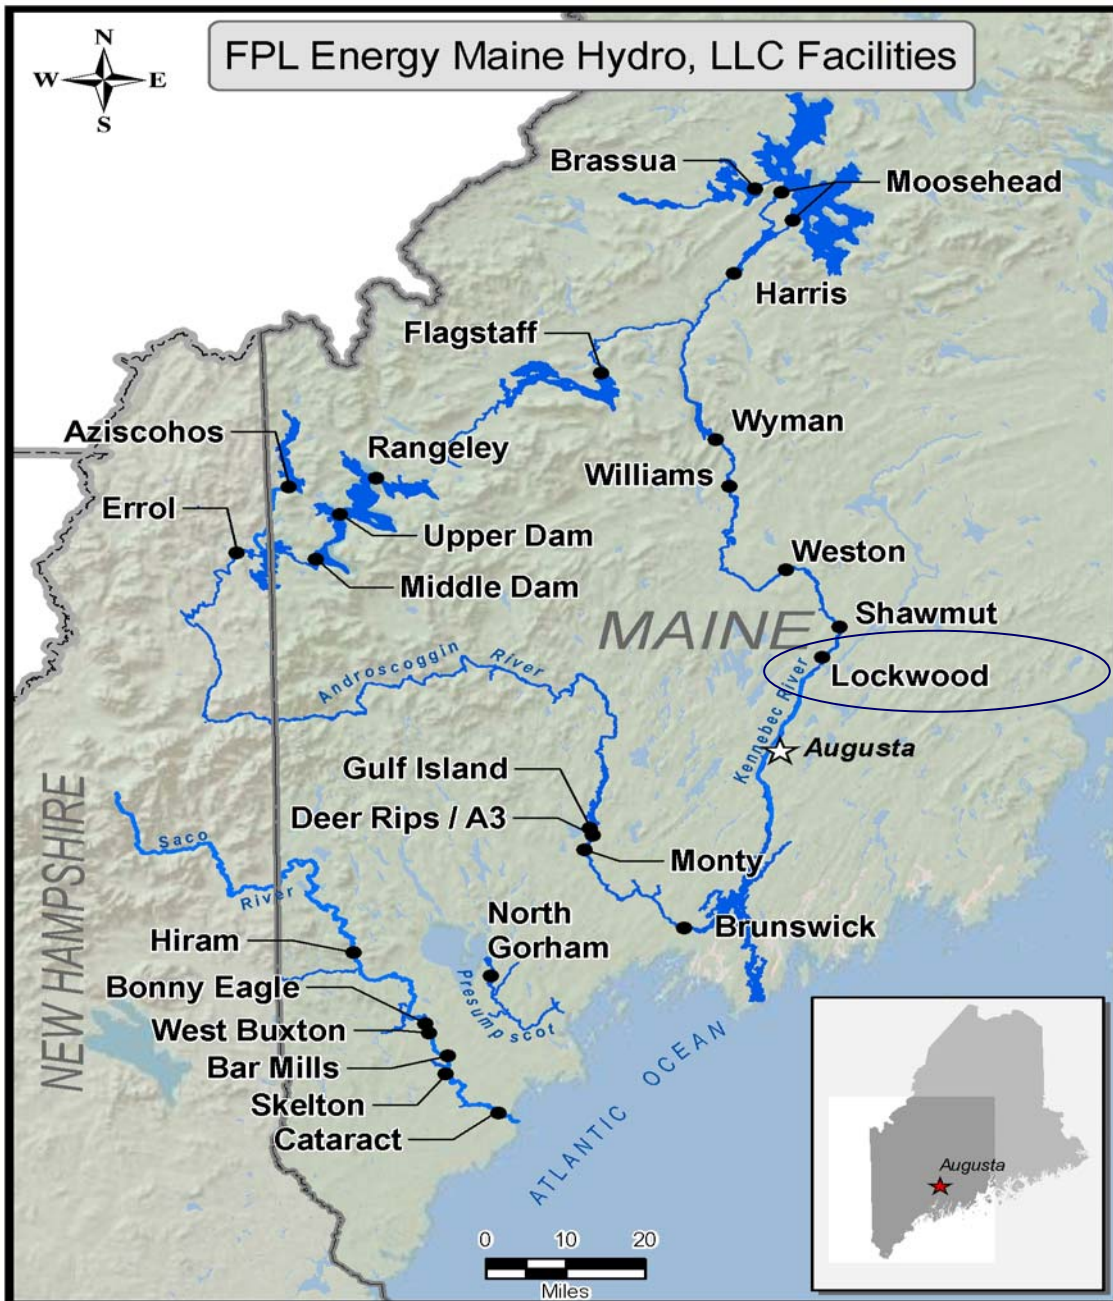 FPL Energy Maine Hydro, LLC Facilities
N
W E
S
Brassua
Moosehead
Harris
Flagstaff
Aziscohos
Rangeley
Wyman
Williams
Errol
Upper Dam
Weston
Middle Dam
Shawmut
MAINE
Lockwood
Androscoggin River
Kennebec River
Augusta
Gulf Island
Deer Rips / A3
Monty
NEW HAMPSHIRE
Saco
River
North
Gorham
Brunswick
Hiram
Bonny Eagle
Presumpscot
West Buxton
Bar Mills
Skelton
Cataract
ATLANTIC OCEAN
Augusta
0 10 20
Miles